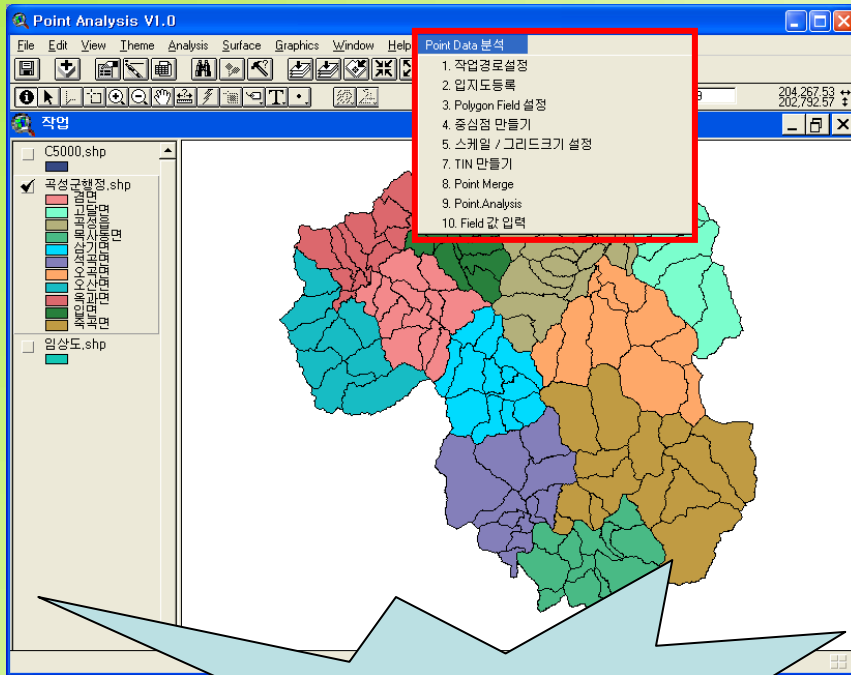 Point Analysis V1.0
File Edit View Theme Analysis Surface Graphics Window Help
Point Data 분석
1. 작업경로설정
2. 입지도등록
3. Polygon Field 설정
4. 중심점 만들기
5. 스케일 / 그리드크기 설정
7. TIN 만들기
8. Point Merge
9. Point.Analysis
10. Field 값 입력
204,267.53
202,792.57
작업
C5000.shp
곡성군행정.shp
겸면
고달면
곡성읍
목사동면
삼기면
석곡면
오곡면
오산면
옥과면
입면
죽곡면
임상도.shp